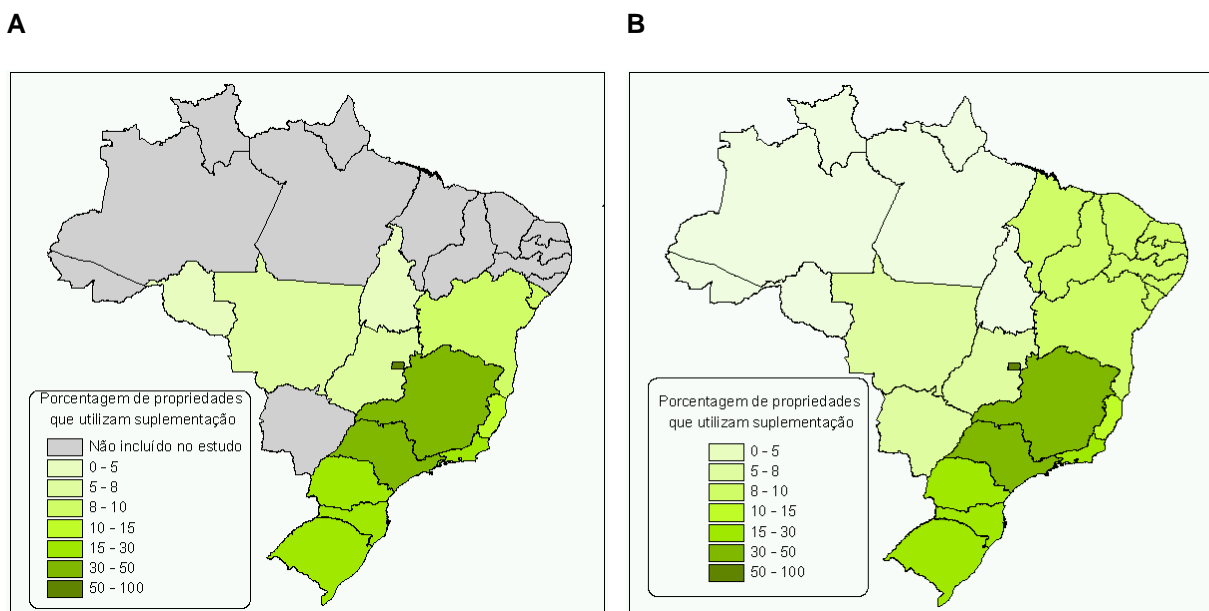 A
B
Porcentagem de propriedades
que utilizam suplementação
Não incluído no estudo
0 - 5
5 - 8
8 - 10
10 - 15
15 - 30
30 - 50
50 - 100
Porcentagem de propriedades
que utilizam suplementação
0 - 5
5 - 8
8 - 10
10 - 15
15 - 30
30 - 50
50 - 100